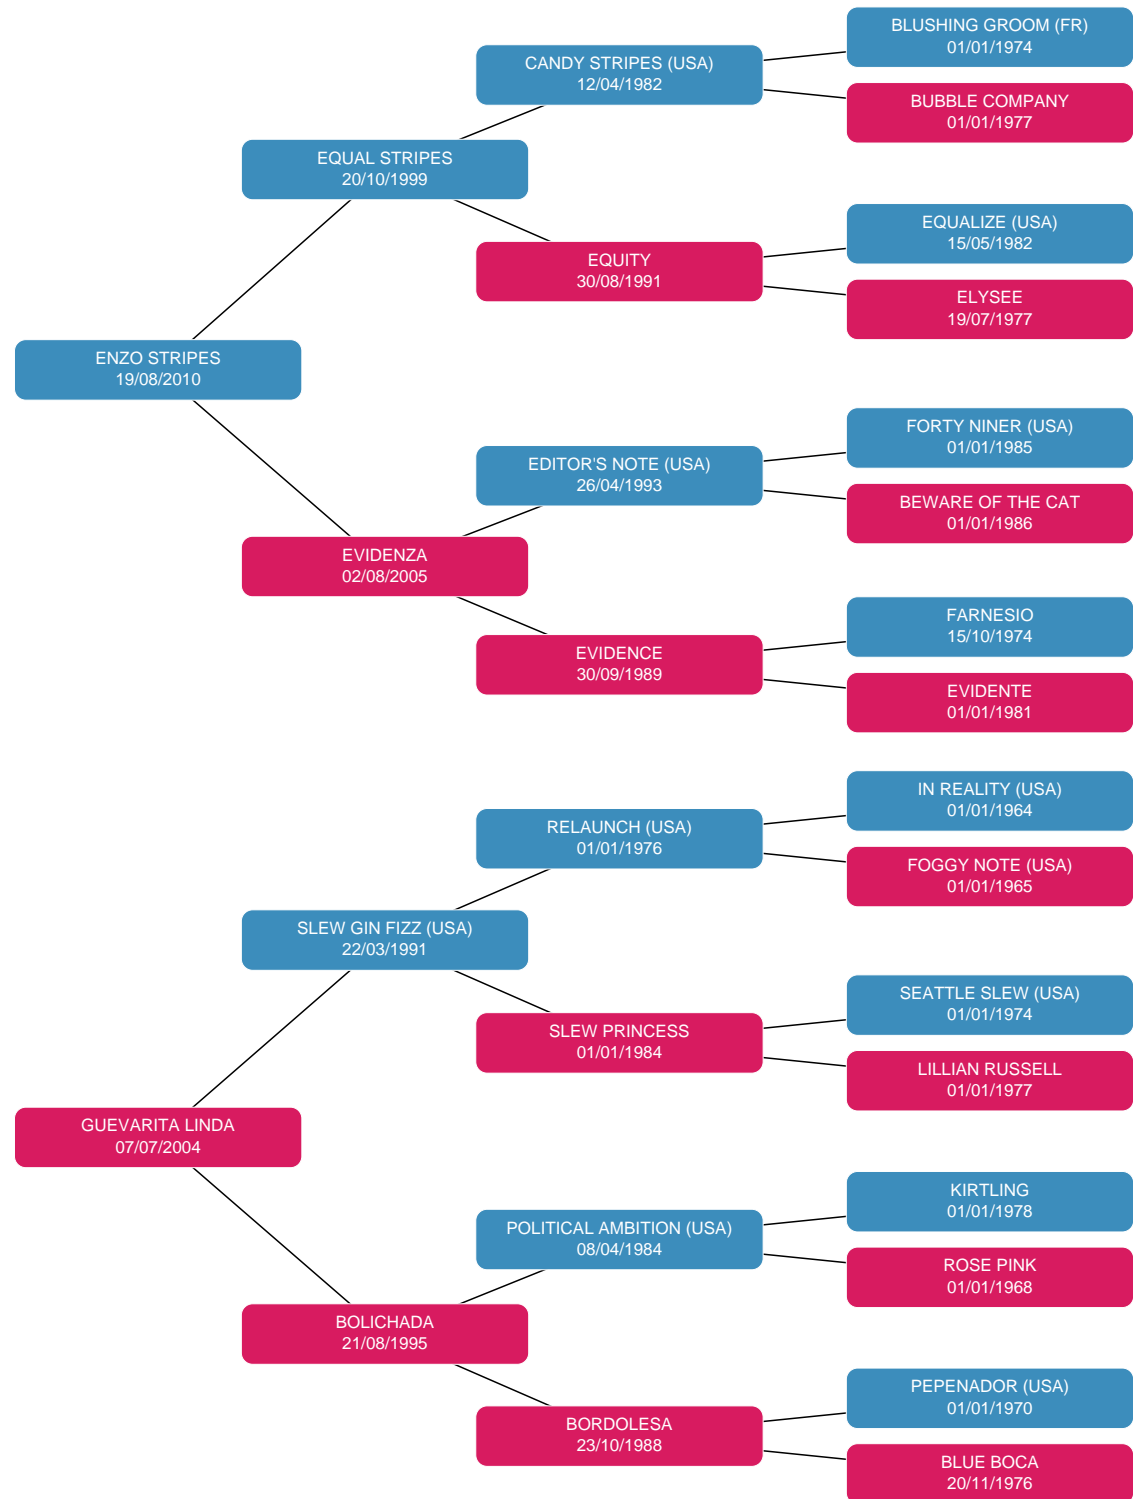 BLUSHING GROOM (FR)
01/01/1974
CANDY STRIPES (USA)
12/04/1982
BUBBLE COMPANY
01/01/1977
EQUAL STRIPES
20/10/1999
EQUALIZE (USA)
15/05/1982
EQUITY
30/08/1991
ELYSEE
19/07/1977
ENZO STRIPES
19/08/2010
FORTY NINER (USA)
01/01/1985
EDITOR'S NOTE (USA)
26/04/1993
BEWARE OF THE CAT
01/01/1986
EVIDENZA
02/08/2005
FARNESIO
15/10/1974
EVIDENCE
30/09/1989
EVIDENTE
01/01/1981
IN REALITY (USA)
01/01/1964
RELAUNCH (USA)
01/01/1976
FOGGY NOTE (USA)
01/01/1965
SLEW GIN FIZZ (USA)
22/03/1991
SEATTLE SLEW (USA)
01/01/1974
SLEW PRINCESS
01/01/1984
LILLIAN RUSSELL
01/01/1977
GUEVARITA LINDA
07/07/2004
KIRTLING
01/01/1978
POLITICAL AMBITION (USA)
08/04/1984
ROSE PINK
01/01/1968
BOLICHADA
21/08/1995
PEPENADOR (USA)
01/01/1970
BORDOLESA
23/10/1988
BLUE BOCA
20/11/1976